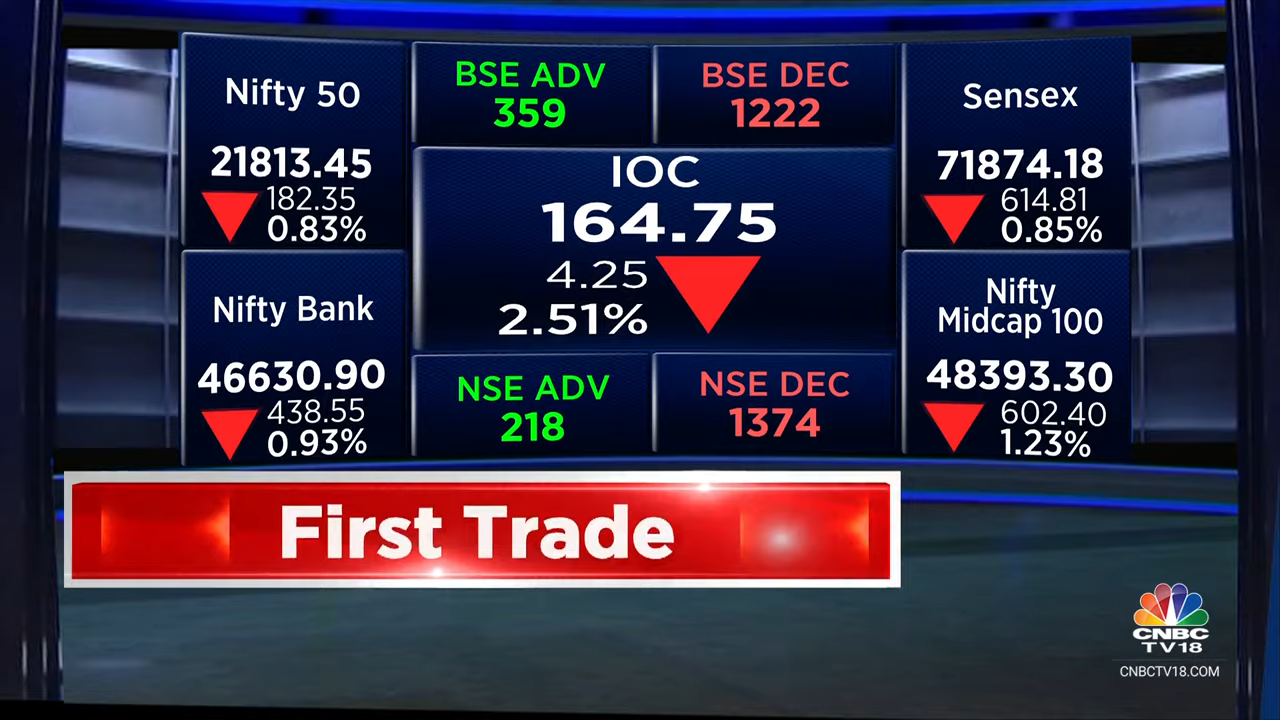 Nifty 50
21813.45
182.35
0.83%
BSE ADV
359
BSE DEC
1222
Sensex
71874.18
614.81
0.85%
IOC
164.75
4.25
2.51%
Nifty Bank
46630.90
438.55
0.93%
NSE ADV
218
NSE DEC
1374
Nifty
Midcap 100
48393.30
602.40
1.23%
First Trade
CNBC
TV18
CNBCTV18.COM